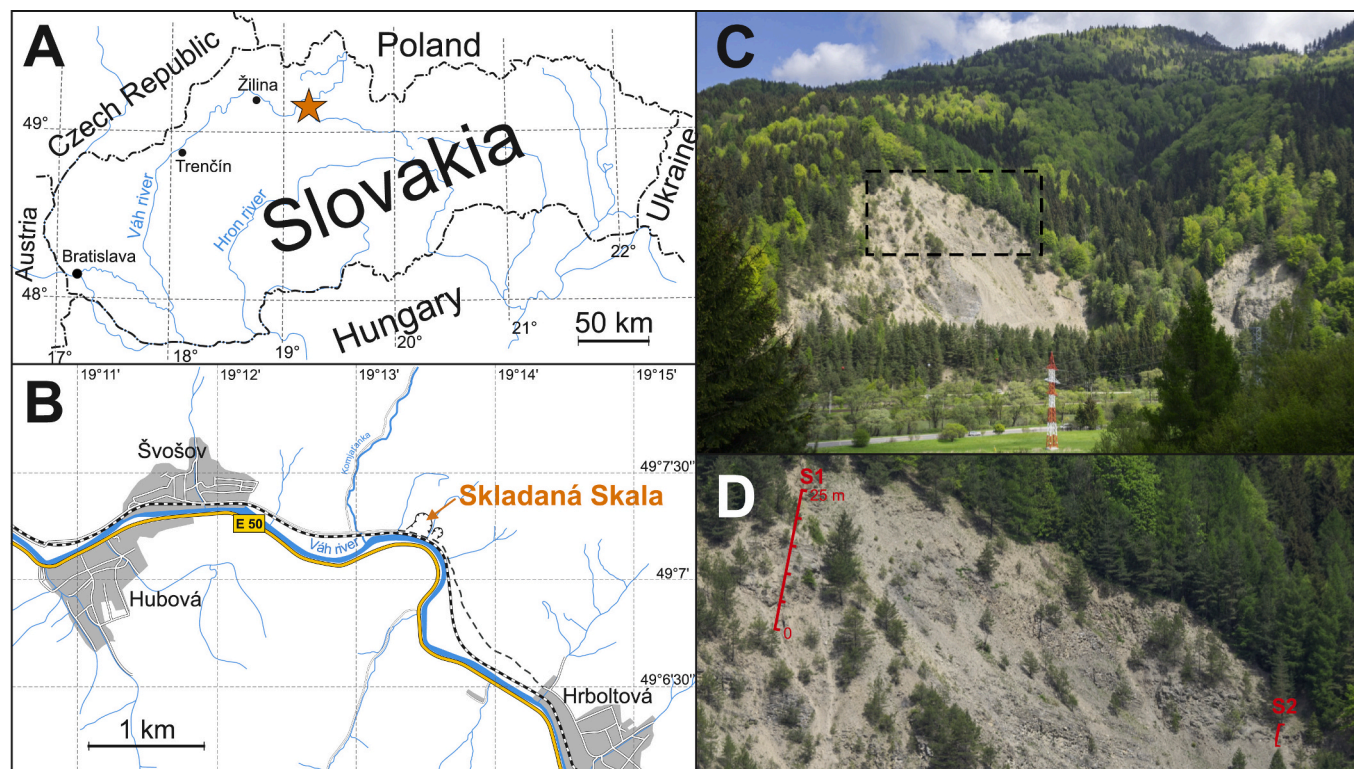 A
Czech Republic
Poland
Žilina
49°
Trenčín
Slovakia
Ukraine
Váh river
Hron river
Austria
Bratislava
22°
48°
Hungary
21°
50 km
17°
18°
19°
20°
B
19°11'
19°12'
19°13'
19°14'
19°15'
Komjatanka
Švošov
49°7'30''
Skladaná Skala
E 50
Váh river
49°7'
Hubová
49°6'30''
Hrboltová
1 km
C
D
S1
25 m
0
S2